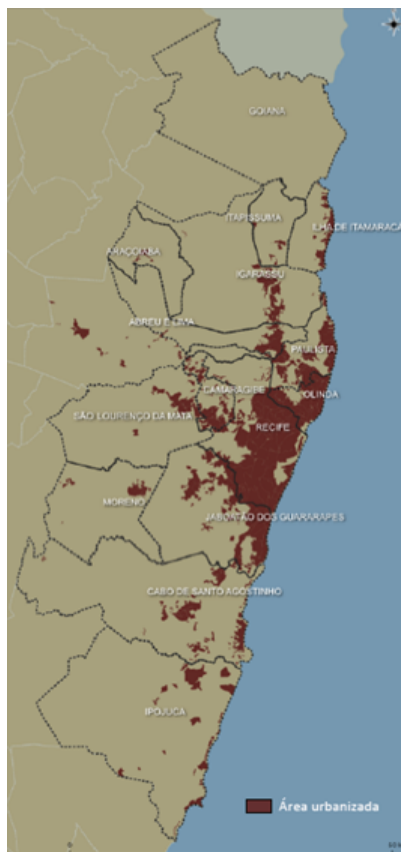 GOIANA
ITAPISSUMA
ILHA DE ITAMARACÁ
ARAÇOIABA
IGARASSU
ABREU E LIMA
PAULISTA
CAMARAGIBE
OLINDA
SÃO LOURENÇO DA MATA
RECIFE
MORENO
JABOATÃO DOS GUARARAPES
CABO DE SANTO AGOSTINHO
IPOJUCA
Área urbanizada
0